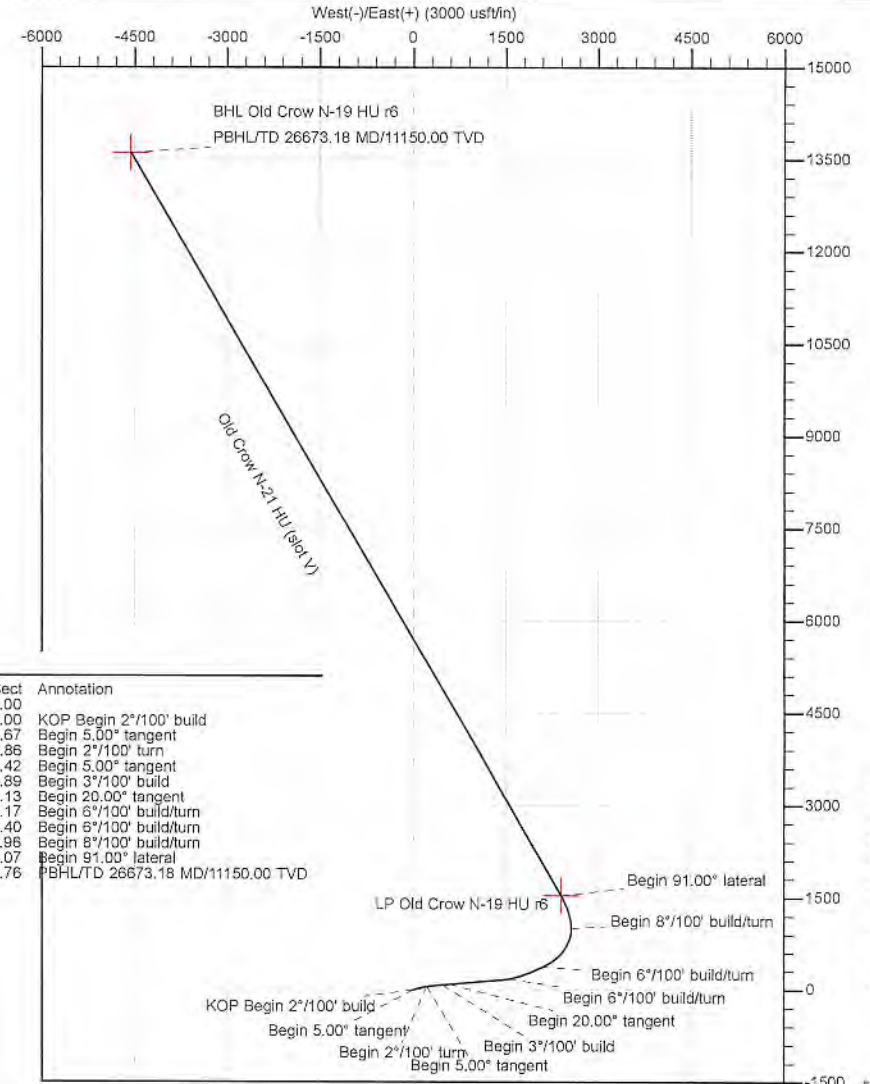 West(-)/East(+) (3000 usft/in)
-6000 -4500 -3000 -1500 0 1500 3000 4500 6000
15000
BHL Old Crow N-19 HU r6
PBHL/TD 26673.18 MD/11150.00 TVD
13500
12000
10500
9000
Old Crow N-21 HU (slot V)
7500
6000
ect Annotation
.00
.00 KOP Begin 2°/100' build
.67 Begin 5.00° tangent
.86 Begin 2°/100' turn
.42 Begin 5.00° tangent
.89 Begin 3°/100' build
.13 Begin 20.00° tangent
.17 Begin 6°/100' build/turn
.40 Begin 6°/100' build/turn
.96 Begin 8°/100' build/turn
.07 Begin 91.00° lateral
.76 PBHL/TD 26673.18 MD/11150.00 TVD
4500
3000
Begin 91.00° lateral
1500
LP Old Crow N-19 HU r6
Begin 8°/100' build/turn
Begin 6°/100' build/turn
0
Begin 6°/100' build/turn
KOP Begin 2°/100' build
Begin 20.00° tangent
Begin 5.00° tangent
Begin 3°/100' build
Begin 2°/100' turn
Begin 5.00° tangent
-1500